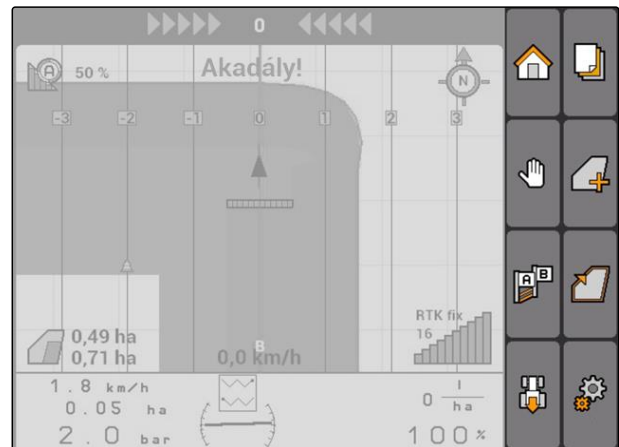 0
50 %
Akadály!
N
-3 -2 -1 0 1 2 3
A B
A
RTK fix
16
0,49 ha
0,71 ha
B
0,0 km/h
1.8 km/h
0.05 ha
2.0 bar
0 l/ha
100%